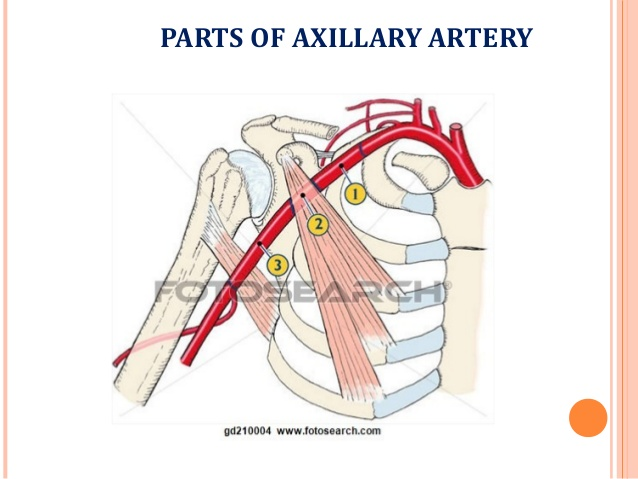 PARTS OF AXILLARY ARTERY
1
2
3
FOTOSEARCH®
gd210004 www.fotosearch.com